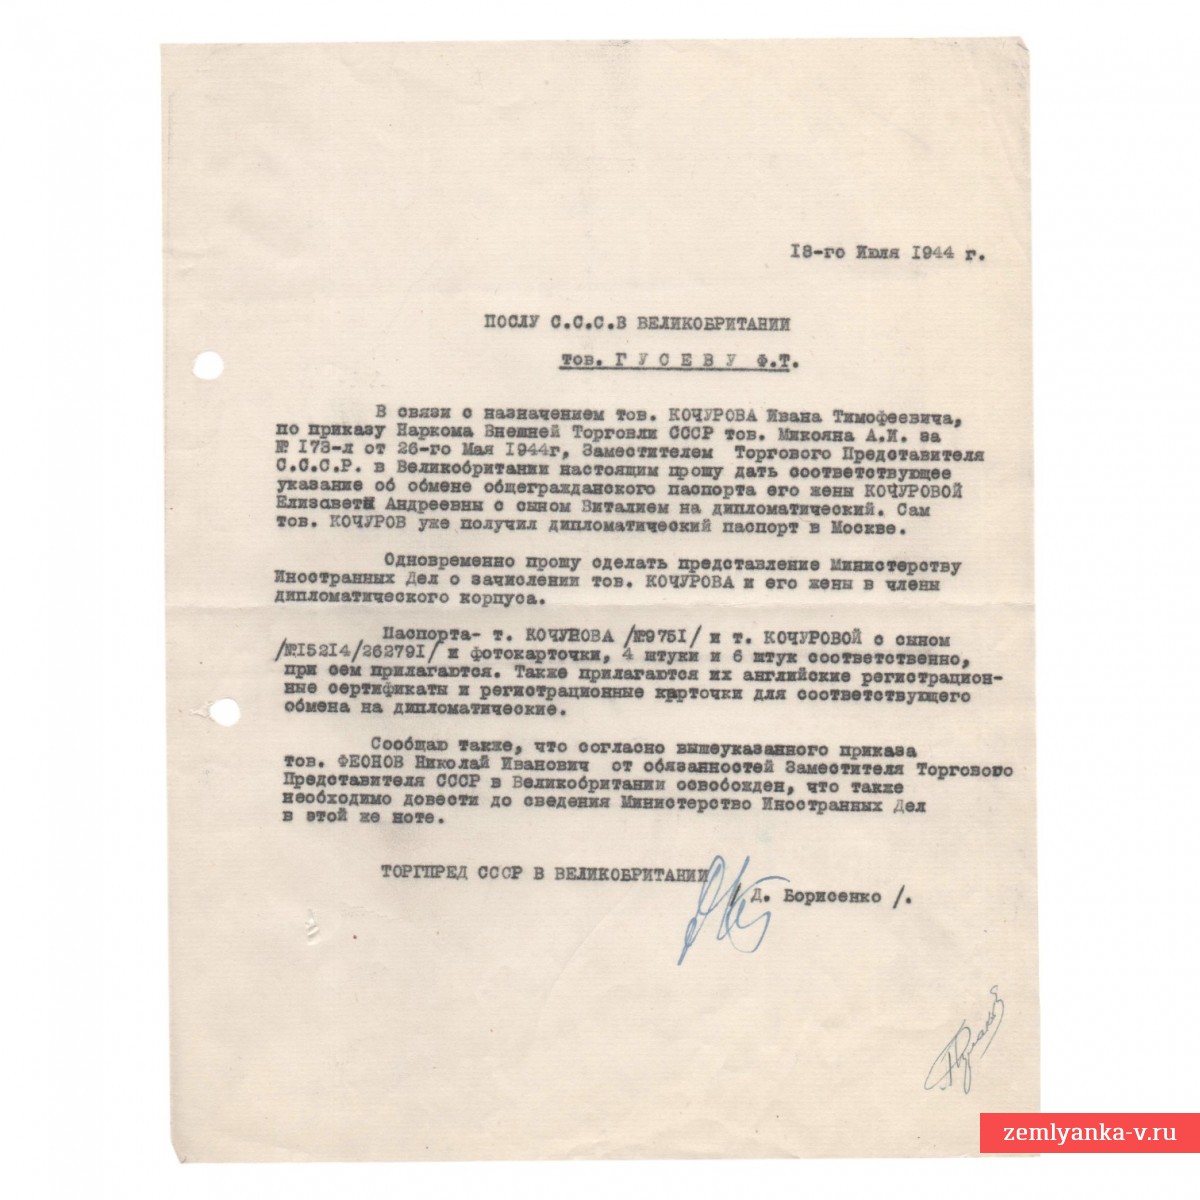 18-го Июля 1944 г.
ПОСЛУ С.С.С.Р В ВЕЛИКОБРИТАНИИ
тов. Г У С Е В У Ф.Т.
В связи с назначением тов. КОЧУРОВА Ивана Тимофеевича,
по приказу Наркома Внешней Торговли СССР тов. Микояна А.И. за
№ 173-л от 26-го Мая 1944г, Заместителем Торгового Представителя
С.С.С.Р. в Великобритании настоящим прошу дать соответствующее
указание об обмене общегражданского паспорта его жены КОЧУРОВОЙ
Елизаветы Андреевны с сыном Виталием на дипломатический. Сам
тов. КОЧУРОВ уже получил дипломатический паспорт в Москве.
Одновременно прошу сделать представление Министерству
Иностранных Дел о зачислении тов. КОЧУРОВА и его жены в члены
дипломатического корпуса.
Паспорта- т. КОЧУРОВА /№9751/ и т. КОЧУРОВОЙ с сыном
/№15214/262791/ и фотокарточки, 4 штуки и 6 штук соответственно,
при сем прилагаются. Также прилагаются их английские регистрацион-
ные сертификаты и регистрационные карточки для соответствующего
обмена на дипломатические.
Сообщаю также, что согласно вышеуказанного приказа
тов. ФЕОНОВ Николай Иванович от обязанностей Заместителя Торгового
Представителя СССР в Великобритании освобожден, что также
необходимо довести до сведения Министерство Иностранных Дел
в этой же ноте.
ТОРГПРЕД СССР В ВЕЛИКОБРИТАНИИ
/Д. Борисенко /.
zemlyanka-v.ru